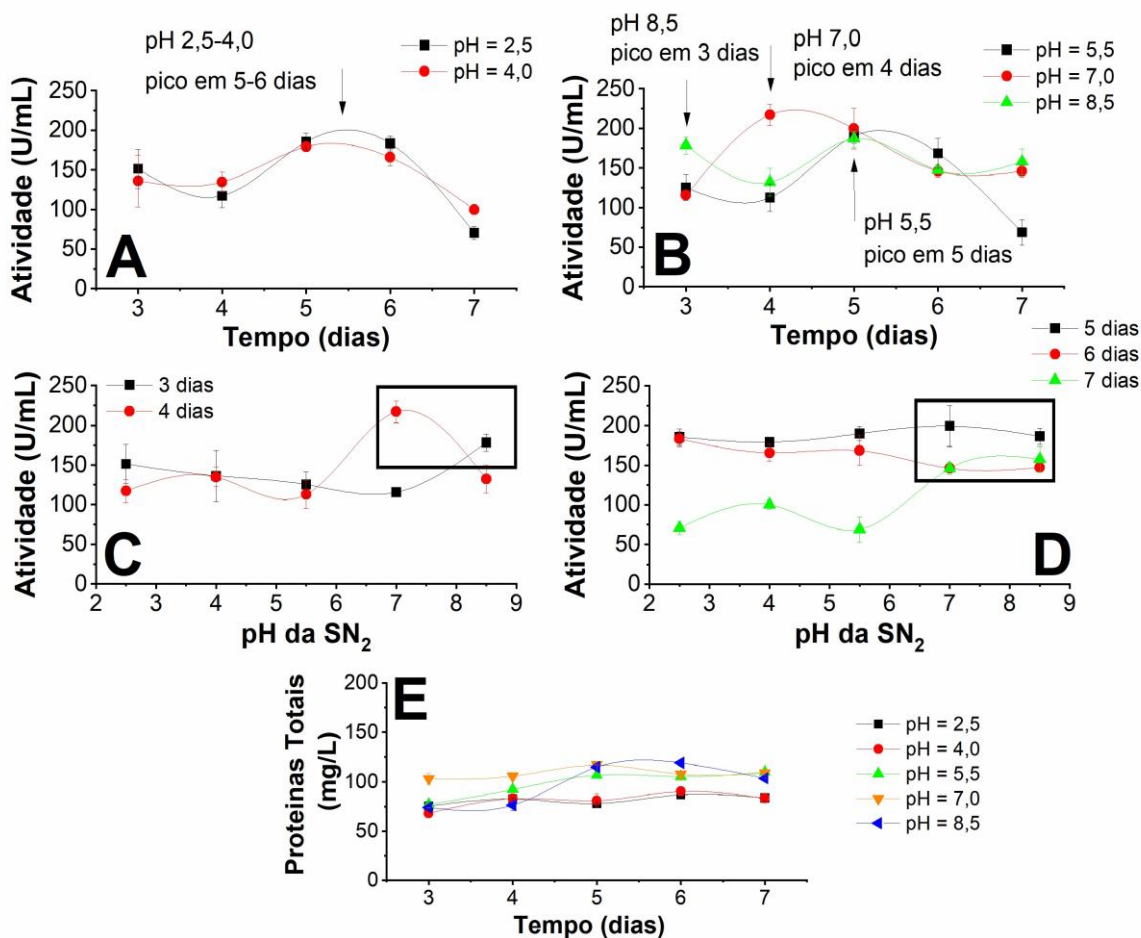 pH 2,5-4,0
pico em 5-6 dias
pH = 2,5
pH = 4,0
Atividade (U/mL)
250
200
150
100
50
0
3
4
5
6
7
Tempo (dias)
A
pH 8,5
pico em 3 dias
pH 7,0
pico em 4 dias
pH = 5,5
pH = 7,0
pH = 8,5
pH 5,5
pico em 5 dias
Atividade (U/mL)
250
200
150
100
50
0
3
4
5
6
7
Tempo (dias)
B
3 dias
4 dias
Atividade (U/mL)
250
200
150
100
50
0
2
3
4
5
6
7
8
9
pH da SN₂
C
5 dias
6 dias
7 dias
Atividade (U/mL)
250
200
150
100
50
0
2
3
4
5
6
7
8
9
pH da SN₂
D
E
Proteinas Totais
(mg/L)
200
150
100
50
0
3
4
5
6
7
Tempo (dias)
pH = 2,5
pH = 4,0
pH = 5,5
pH = 7,0
pH = 8,5